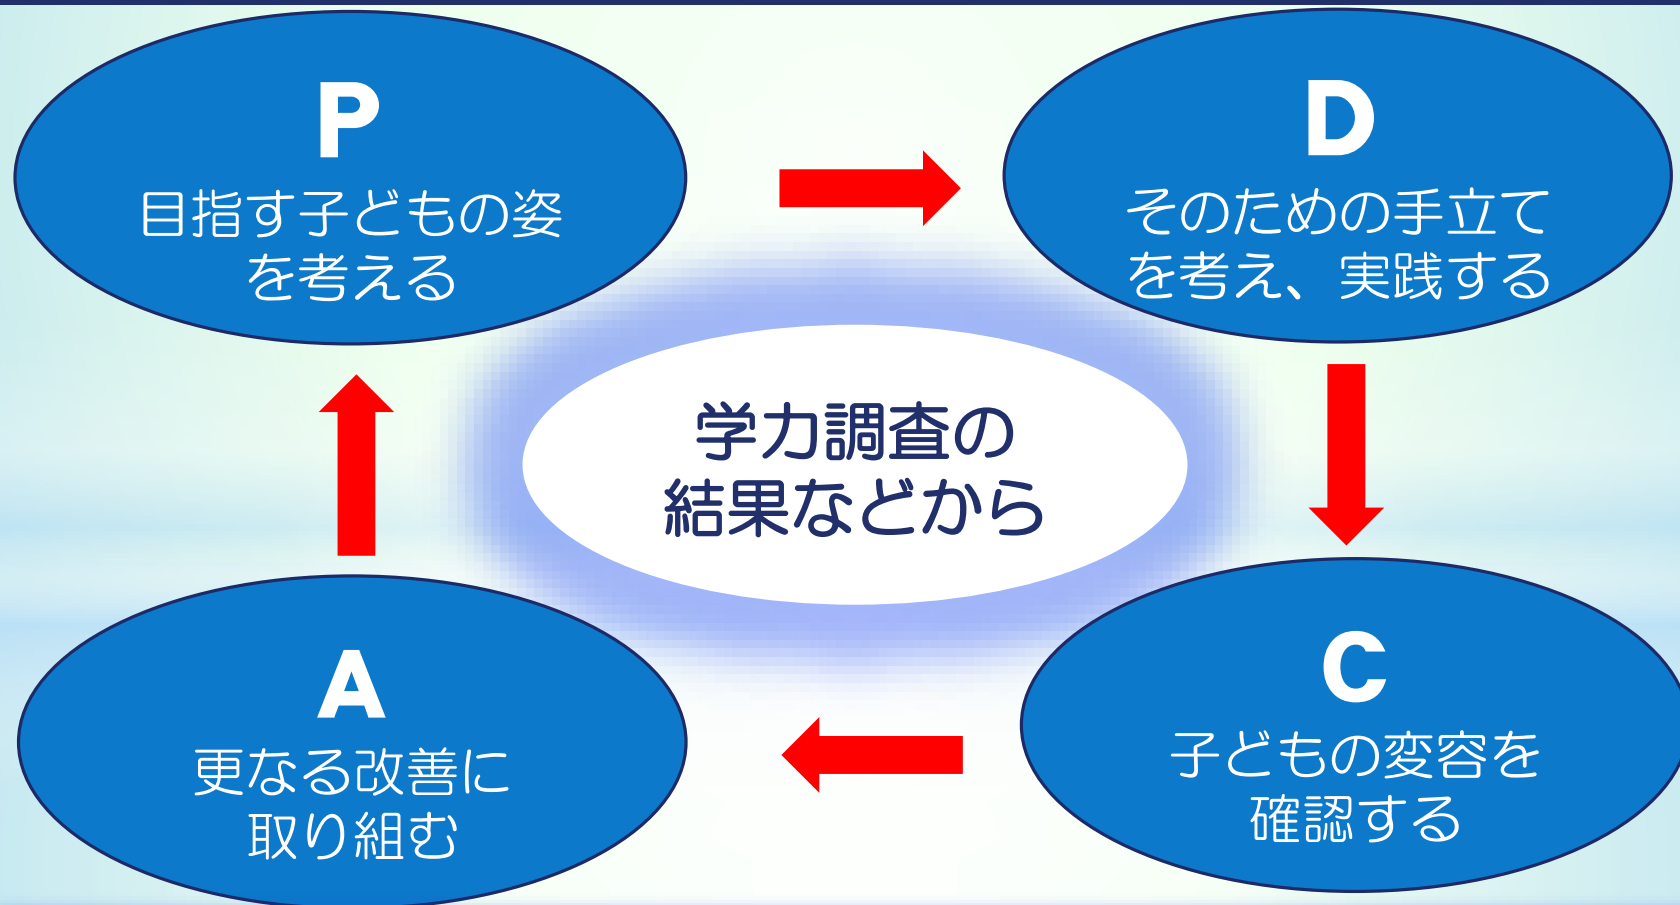 P
目指す子どもの姿
を考える
D
そのための手立て
を考え、実践する
学力調査の
結果などから
A
更なる改善に
取り組む
C
子どもの変容を
確認する